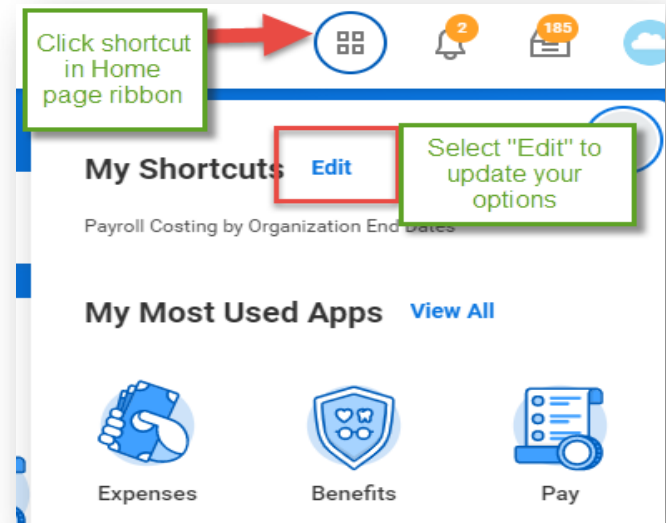 Click shortcut
in Home
page ribbon
2
185
My Shortcuts Edit
Select "Edit" to
update your
options
Payroll Costing by Organization End Dates
My Most Used Apps View All
Expenses Benefits Pay